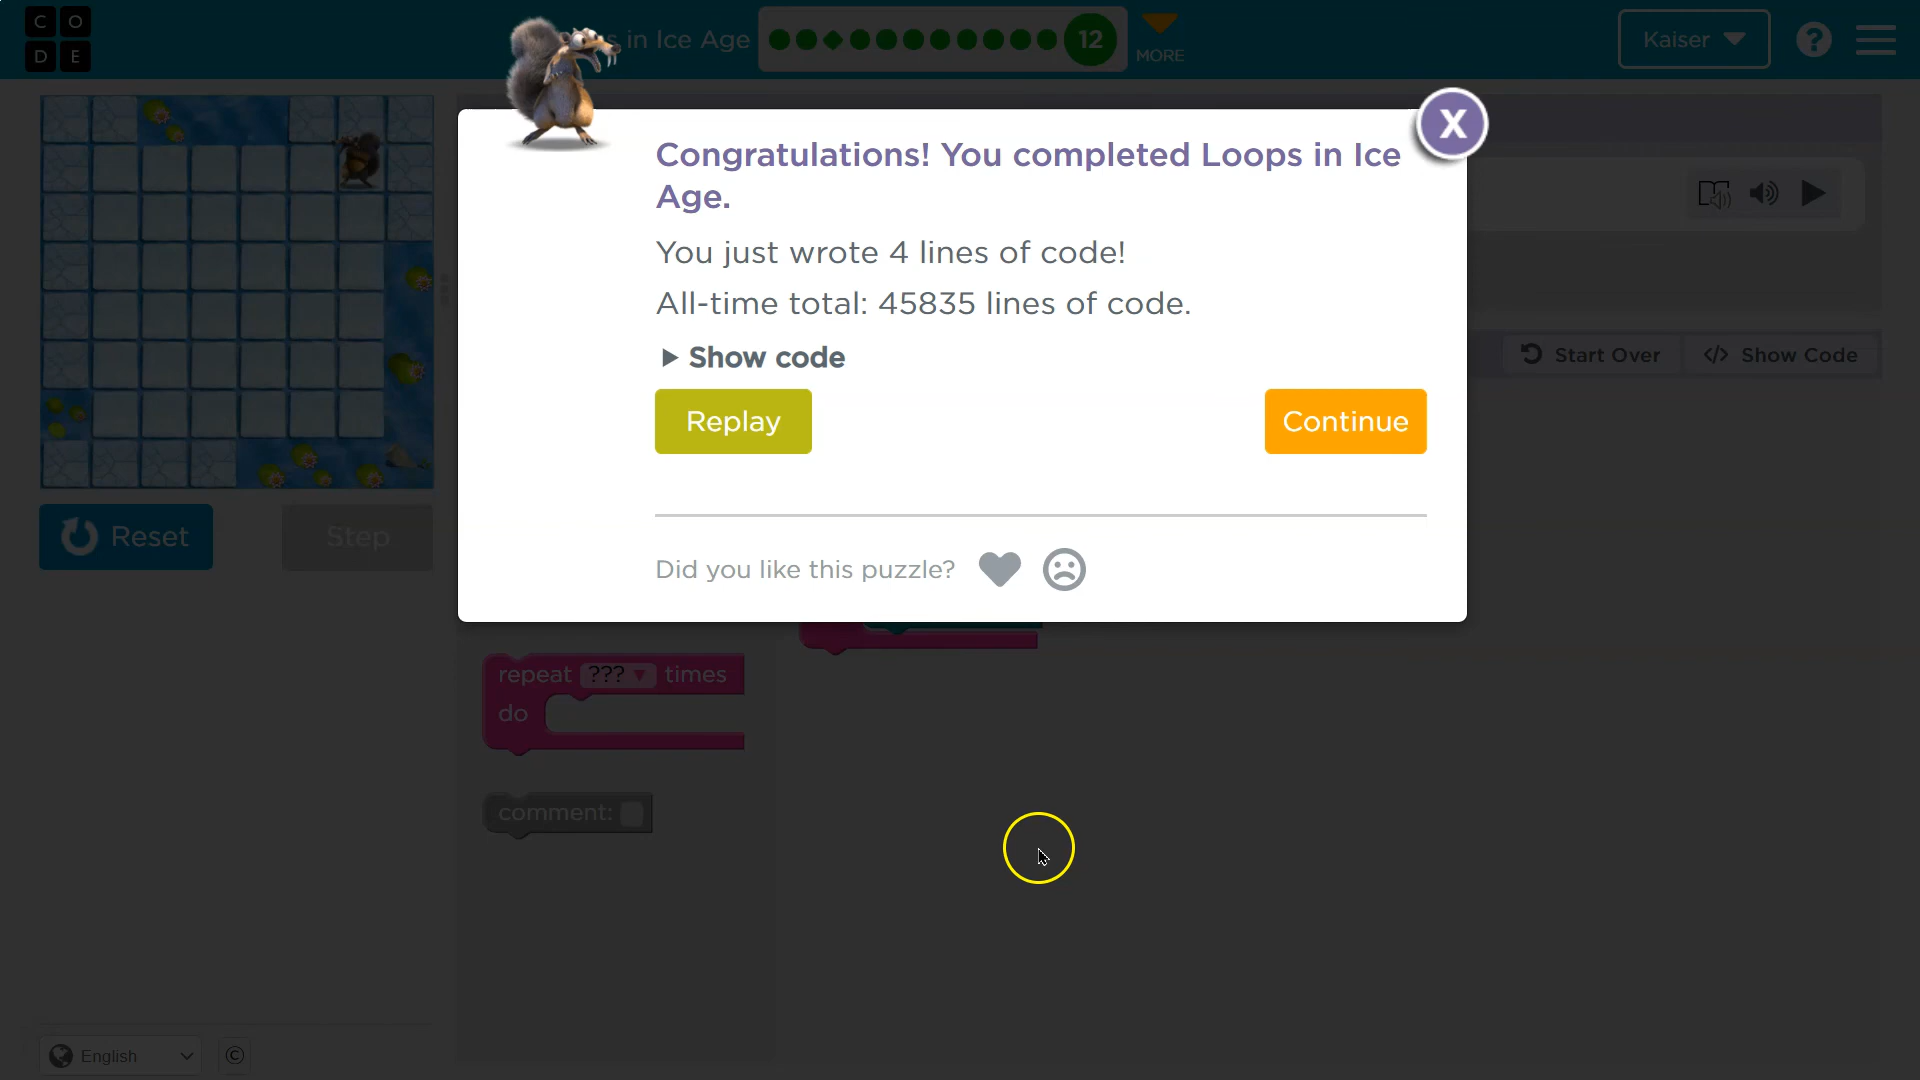 C O
D E
s in Ice Age
12
MORE
Kaiser
?
X
Congratulations! You completed Loops in Ice
Age.
You just wrote 4 lines of code!
All-time total: 45835 lines of code.
Show code
Replay
Continue
Did you like this puzzle?
Start Over
</> Show Code
Reset
Step
repeat ??? times
do
comment:
English
©